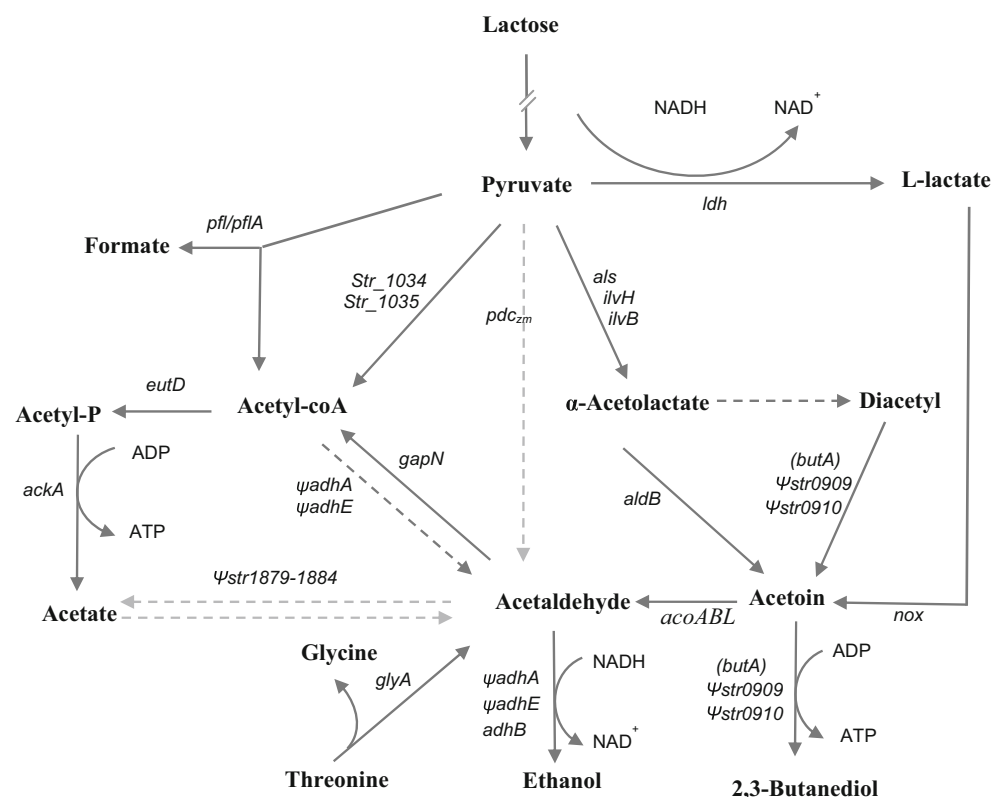 Lactose
NADH
NAD+
Pyruvate
L-lactate
ldh
pfl/pflA
Formate
Str_1034
Str_1035
als
ilvH
ilvB
pdczm
eutD
Acetyl-P
Acetyl-coA
α-Acetolactate
Diacetyl
ADP
ackA
ATP
gapN
ψadhA
ψadhE
aldB
(butA)
Ψstr0909
Ψstr0910
Ψstr1879-1884
Acetate
Acetaldehyde
acoABL
Acetoin
nox
Glycine
glyA
Threonine
ψadhA
ψadhE
adhB
NADH
NAD+
Ethanol
(butA)
Ψstr0909
Ψstr0910
ADP
ATP
2,3-Butanediol